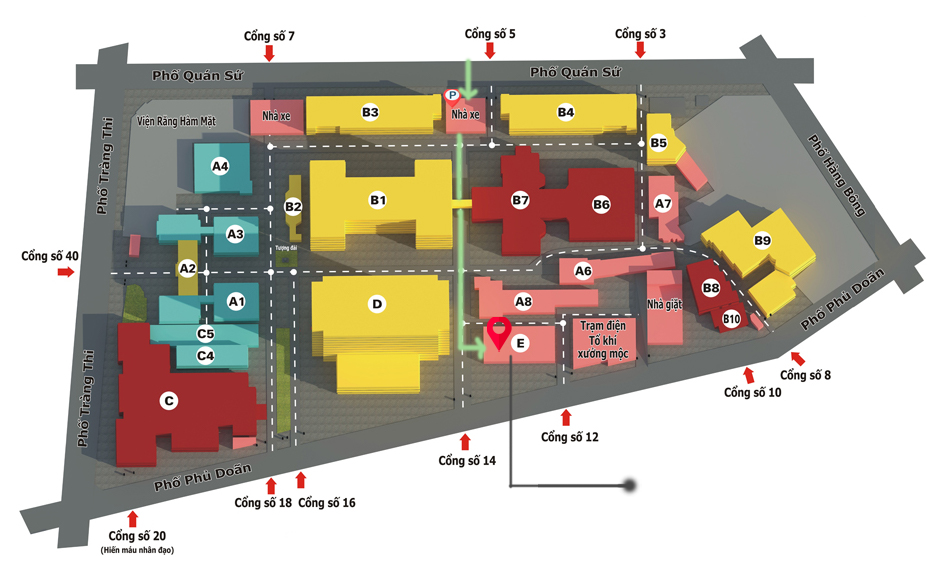 Cổng số 7
Cổng số 5
Cổng số 3
Phố Quán Sứ
Phố Quán Sứ
Viện Răng Hàm Mặt
Nhà xe
B3
P
Nhà xe
B4
B5
Phố Tràng Thi
Phố Hàng Bông
A4
B2
B1
B7
B6
A7
A3
B9
Tượng đài
Cổng số 40
A2
A6
B8
A1
D
A8
Nhà giặt
B10
Phố Phủ Doãn
C5
C4
E
Trạm điện
Tổ khí
xưởng mộc
Phố Tràng Thi
C
Cổng số 8
Cổng số 10
Cổng số 12
Cổng số 14
Phố Phủ Doãn
Cổng số 18
Cổng số 16
Cổng số 20
(Hiến máu nhân đạo)